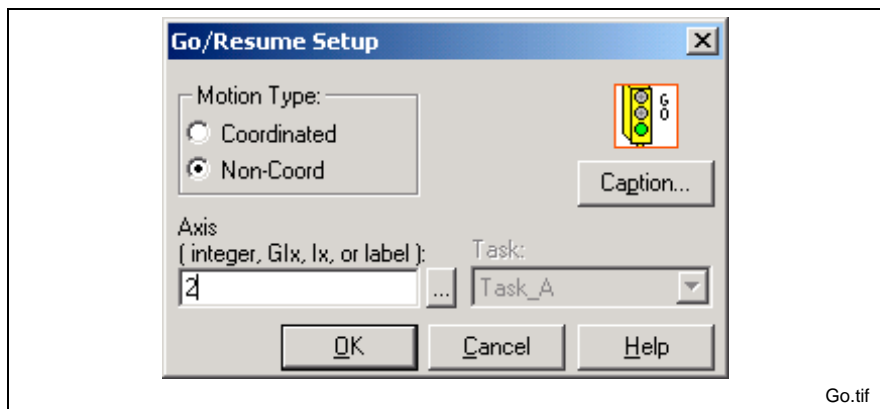 Go/Resume Setup
Motion Type:
Coordinated
Non-Coord
G
O
Caption...
Axis
( integer, GIx, Ix, or label ):
Task:
2
...
Task_A
OK
Cancel
Help
Go.tif